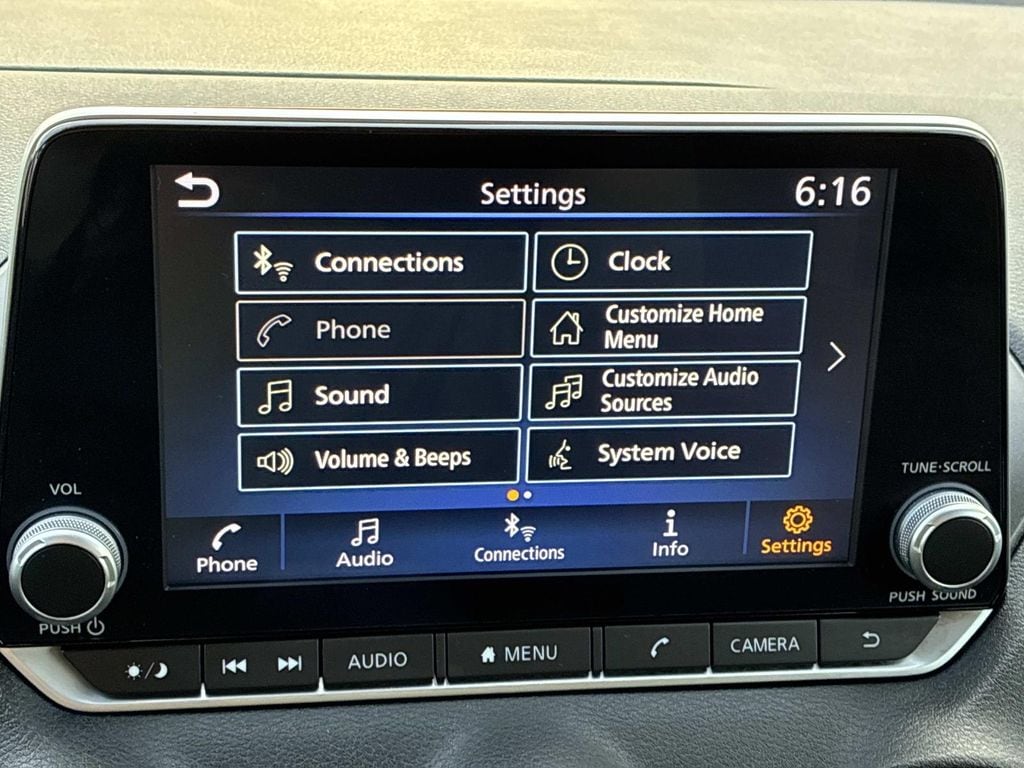 Settings
6:16
Connections
Clock
Phone
Customize Home
Menu
Sound
Customize Audio
Sources
Volume & Beeps
System Voice
Phone
Audio
Connections
Info
Settings
VOL
PUSH
TUNE·SCROLL
PUSH SOUND
AUDIO
MENU
CAMERA